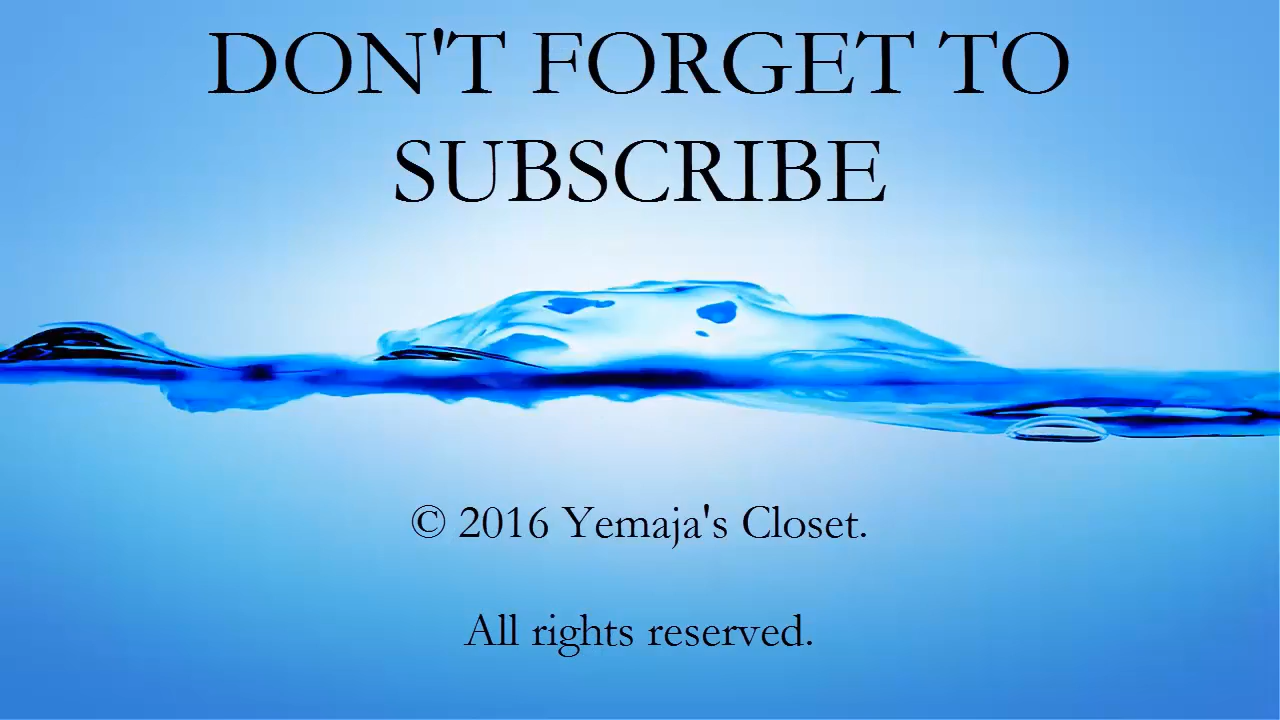 DON'T FORGET TO
SUBSCRIBE
© 2016 Yemaja's Closet.
All rights reserved.